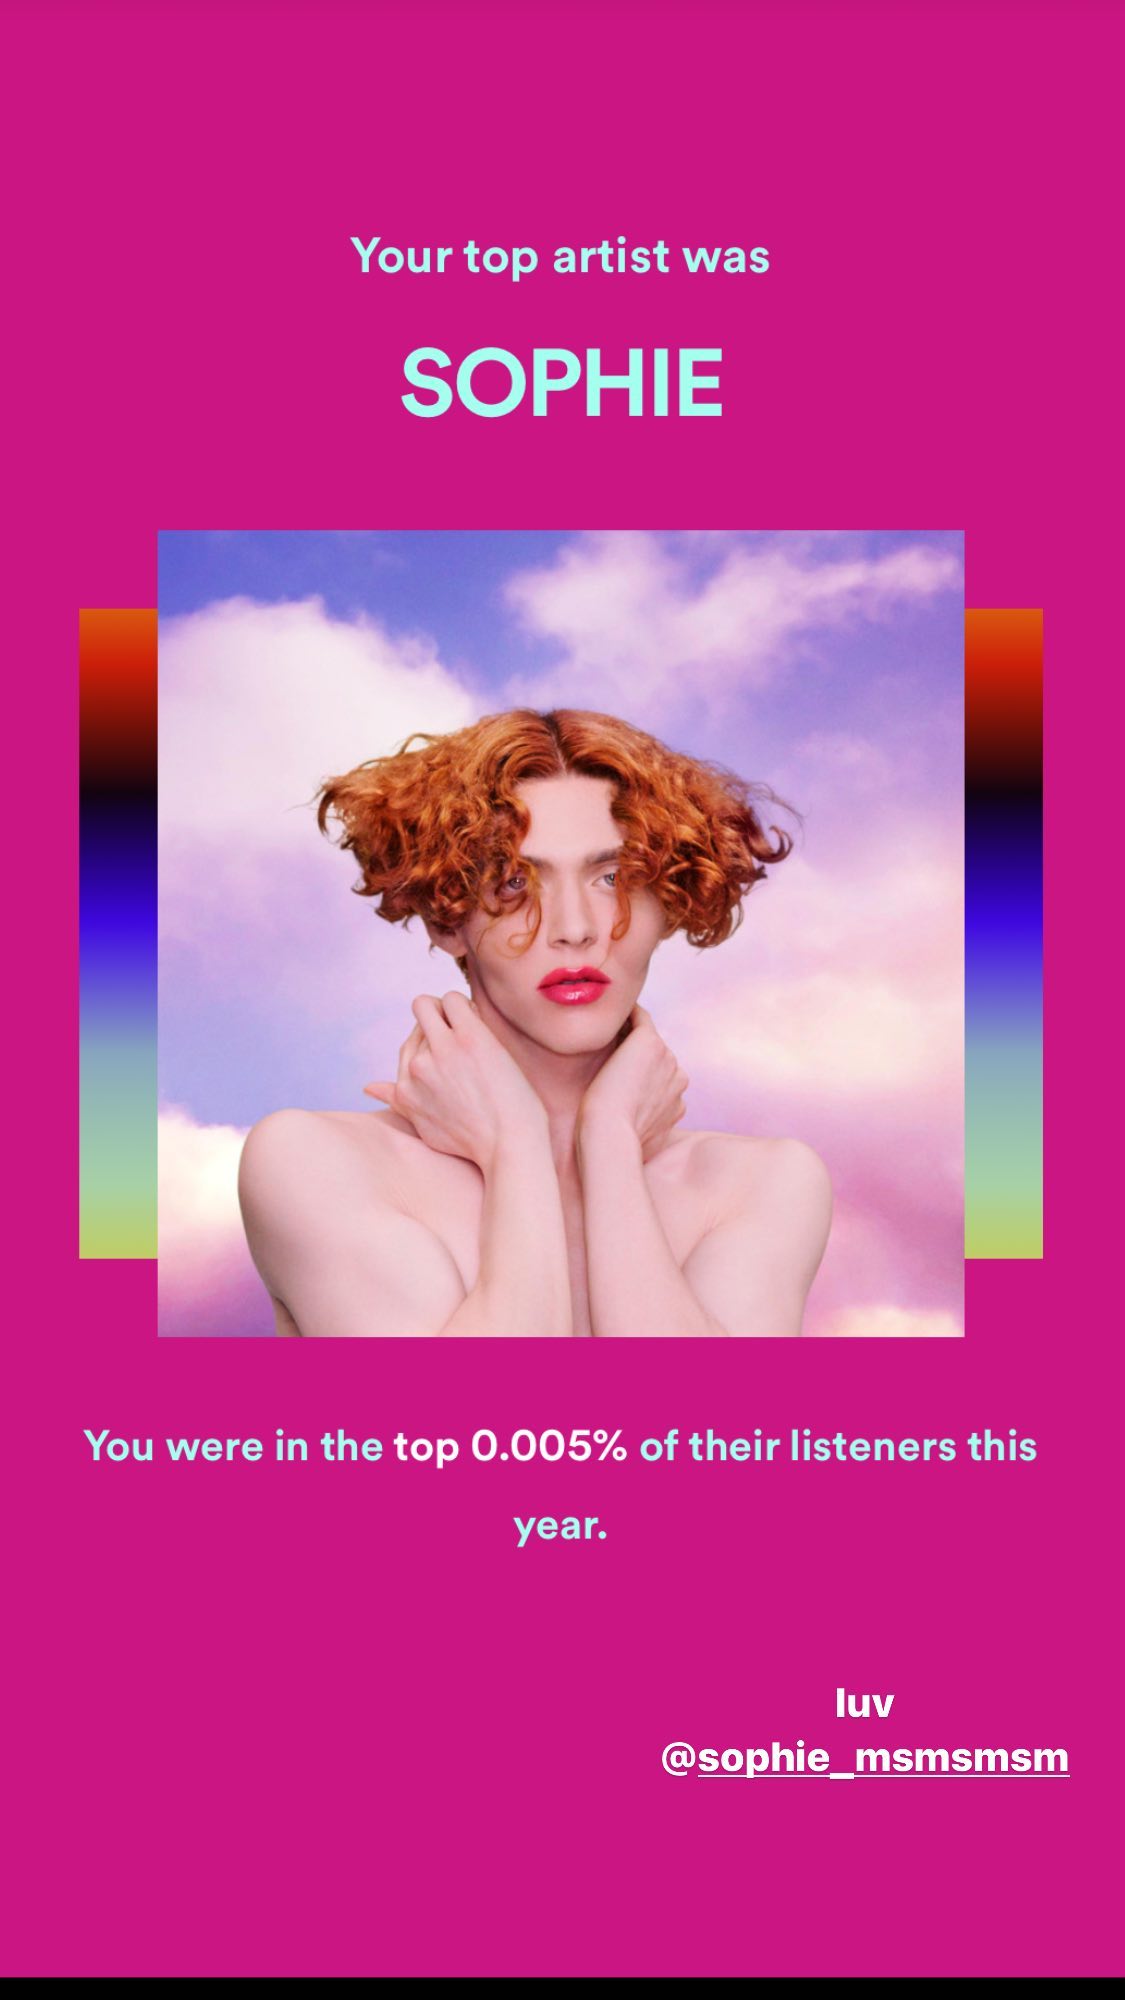 Your top artist was
SOPHIE
You were in the top 0.005% of their listeners this
year.
luv
@sophie_msmsmsm